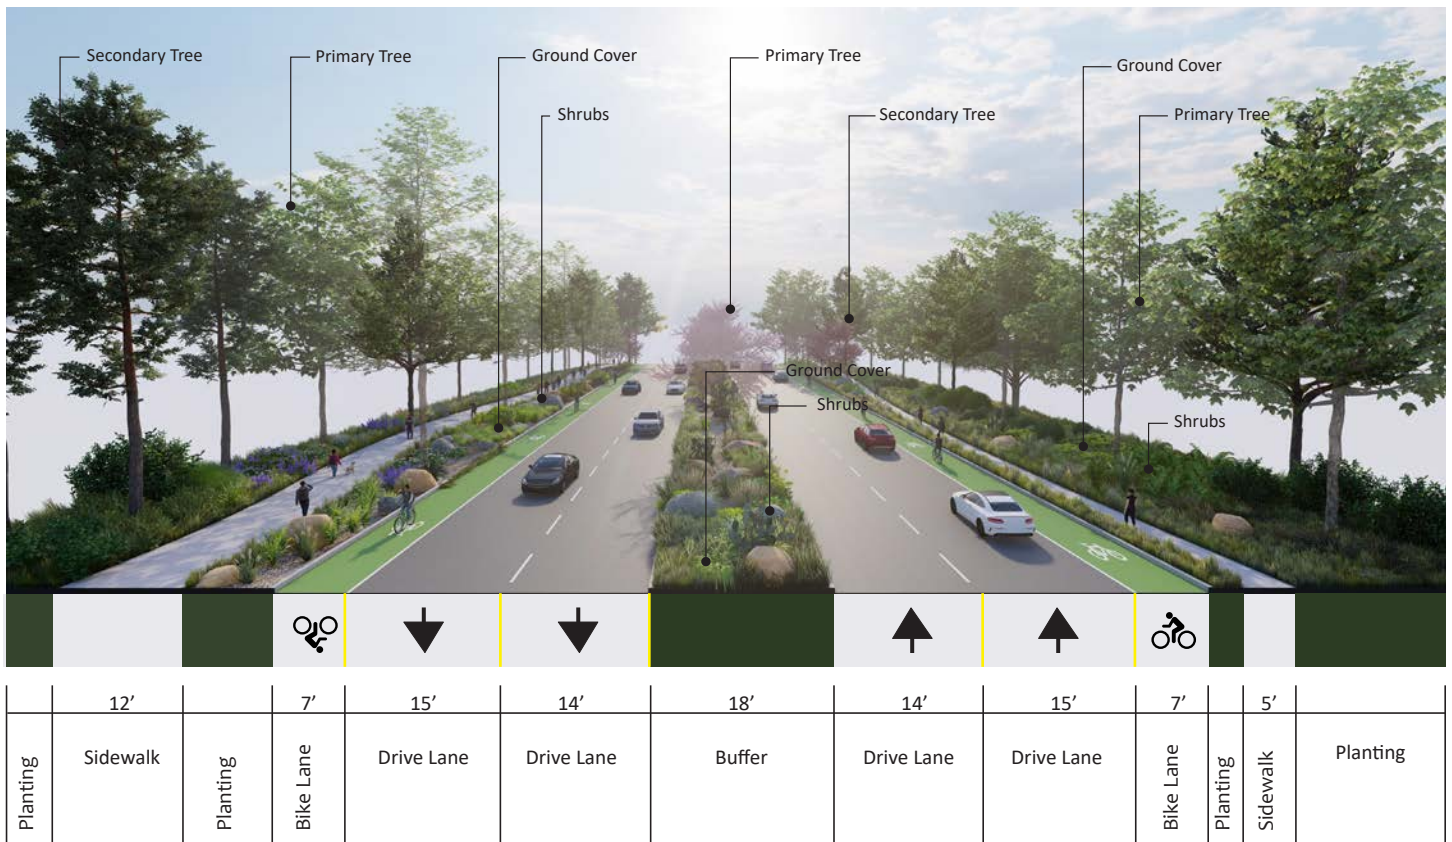 Secondary Tree
Primary Tree
Ground Cover
Primary Tree
Ground Cover
Shrubs
Secondary Tree
Primary Tree
Ground Cover
Shrubs
Shrubs
12’ 7’ 15’ 14’ 18’ 14’ 15’ 7’ 5’
Planting
Sidewalk
Planting
Bike Lane
Drive Lane
Drive Lane
Buffer
Drive Lane
Drive Lane
Bike Lane
Planting
Sidewalk
Planting